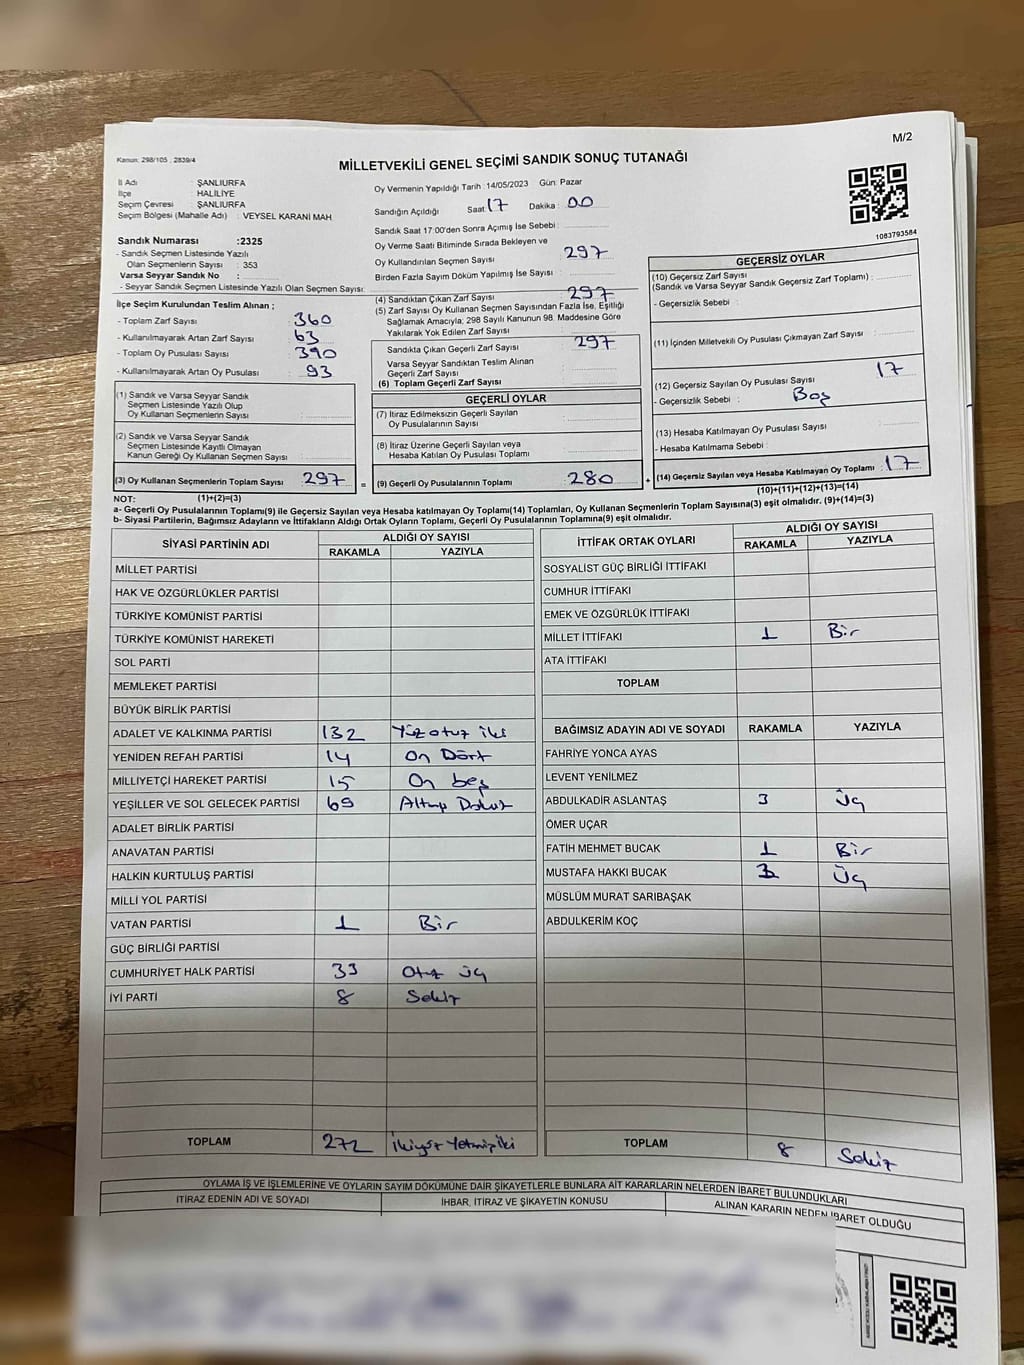 M/2
Kanun: 298/105 ; 2839/4
MİLLETVEKİLİ GENEL SEÇİMİ SANDIK SONUÇ TUTANAĞI
İl Adı : ŞANLIURFA
İlçe : HALİLİYE
Seçim Çevresi : ŞANLIURFA
Seçim Bölgesi (Mahalle Adı) : VEYSEL KARANİ MAH
Sandık Numarası :2325
- Sandık Seçmen Listesinde Yazılı
Olan Seçmenlerin Sayısı : 353
Varsa Seyyar Sandık No :
- Seyyar Sandık Seçmen Listesinde Yazılı Olan Seçmen Sayısı:
İlçe Seçim Kurulundan Teslim Alınan ;
- Toplam Zarf Sayısı : 360
- Kullanılmayarak Artan Zarf Sayısı : 63
- Toplam Oy Pusulası Sayısı : 390
- Kullanılmayarak Artan Oy Pusulası : 93
(1) Sandık ve Varsa Seyyar Sandık
Seçmen Listesinde Yazılı Olup
Oy Kullanan Seçmenlerin Sayısı :
(2) Sandık ve Varsa Seyyar Sandık
Seçmen Listesinde Kayıtlı Olmayan
Kanun Gereği Oy Kullanan Seçmen Sayısı :
(3) Oy Kullanan Seçmenlerin Toplam Sayısı : 297 =
Oy Vermenin Yapıldığı Tarih : 14/05/2023 Gün: Pazar
Sandığın Açıldığı Saat: 17 Dakika : 00
Sandık Saat 17:00'den Sonra Açımış İse Sebebi :
Oy Verme Saati Bitiminde Sırada Bekleyen ve
Oy Kullandırılan Seçmen Sayısı : 297
Birden Fazla Sayım Döküm Yapılmış İse Sayısı :
(4) Sandıktan Çıkan Zarf Sayısı : 297
(5) Zarf Sayısı Oy Kullanan Seçmen Sayısından Fazla İse, Eşitliği
Sağlamak Amacıyla; 298 Sayılı Kanunun 98. Maddesine Göre
Yakılarak Yok Edilen Zarf Sayısı :
Sandıkta Çıkan Geçerli Zarf Sayısı : 297
Varsa Seyyar Sandıktan Teslim Alınan
Geçerli Zarf Sayısı :
(6) Toplam Geçerli Zarf Sayısı :
GEÇERLİ OYLAR
(7) İtiraz Edilmeksizin Geçerli Sayılan
Oy Pusulalarının Sayısı :
(8) İtiraz Üzerine Geçerli Sayılan veya
Hesaba Katılan Oy Pusulası Toplamı :
(9) Geçerli Oy Pusulalarının Toplamı : 280 +
1083793584
GEÇERSİZ OYLAR
(10) Geçersiz Zarf Sayısı
(Sandık ve Varsa Seyyar Sandık Geçersiz Zarf Toplamı) :
- Geçersizlik Sebebi :
(11) İçinden Milletvekili Oy Pusulası Çıkmayan Zarf Sayısı :
(12) Geçersiz Sayılan Oy Pusulası Sayısı : 17
- Geçersizlik Sebebi : Boş
(13) Hesaba Katılmayan Oy Pusulası Sayısı :
- Hesaba Katılmama Sebebi :
(14) Geçersiz Sayılan veya Hesaba Katılmayan Oy Toplamı : 17
(10)+(11)+(12)+(13)=(14)
NOT: (1)+(2)=(3)
a- Geçerli Oy Pusulalarının Toplamı(9) ile Geçersiz Sayılan veya Hesaba katılmayan Oy Toplamı(14) Toplamları, Oy Kullanan Seçmenlerin Toplam Sayısına(3) eşit olmalıdır. (9)+(14)=(3)
b- Siyasi Partilerin, Bağımsız Adayların ve İttifakların Aldığı Ortak Oyların Toplamı, Geçerli Oy Pusulalarının Toplamına(9) eşit olmalıdır.
SİYASİ PARTİNİN ADI ALDIĞI OY SAYISI
RAKAMLA YAZIYLA
MİLLET PARTİSİ
HAK VE ÖZGÜRLÜKLER PARTİSİ
TÜRKİYE KOMÜNİST PARTİSİ
TÜRKİYE KOMÜNİST HAREKETİ
SOL PARTİ
MEMLEKET PARTİSİ
BÜYÜK BİRLİK PARTİSİ
ADALET VE KALKINMA PARTİSİ 132 Yüz otuz iki
YENİDEN REFAH PARTİSİ 14 On Dört
MİLLİYETÇİ HAREKET PARTİSİ 15 On beş
YEŞİLLER VE SOL GELECEK PARTİSİ 69 Altmış Dokuz
ADALET BİRLİK PARTİSİ
ANAVATAN PARTİSİ
HALKIN KURTULUŞ PARTİSİ
MİLLİ YOL PARTİSİ
VATAN PARTİSİ 1 Bir
GÜÇ BİRLİĞİ PARTİSİ
CUMHURİYET HALK PARTİSİ 33 Otuz üç
İYİ PARTİ 8 Sekiz
TOPLAM 272 İkiyüz Yetmişiki
İTTİFAK ORTAK OYLARI ALDIĞI OY SAYISI
RAKAMLA YAZIYLA
SOSYALİST GÜÇ BİRLİĞİ İTTİFAKI
CUMHUR İTTİFAKI
EMEK VE ÖZGÜRLÜK İTTİFAKI
MİLLET İTTİFAKI 1 Bir
ATA İTTİFAKI
TOPLAM
BAĞIMSIZ ADAYIN ADI VE SOYADI RAKAMLA YAZIYLA
FAHRİYE YONCA AYAS
LEVENT YENİLMEZ
ABDULKADİR ASLANTAŞ 3 Üç
ÖMER UÇAR
FATİH MEHMET BUCAK 1 Bir
MUSTAFA HAKKI BUCAK 3 Üç
MÜSLÜM MURAT SARIBAŞAK
ABDULKERİM KOÇ
TOPLAM 8 Sekiz
OYLAMA İŞ VE İŞLEMLERİNE VE OYLARIN SAYIM DÖKÜMÜNE DAİR ŞİKAYETLERLE BUNLARA AİT KARARLARIN NELERDEN İBARET BULUNDUKLARI
İTİRAZ EDENİN ADI VE SOYADI İHBAR, İTİRAZ VE ŞİKAYETİN KONUSU ALINAN KARARIN NEDEN İBARET OLDUĞU